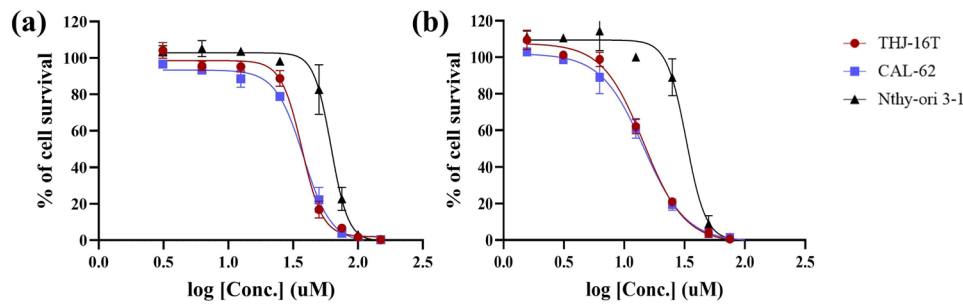 (a)
% of cell survival
120
100
80
60
40
20
0
0.0 0.5 1.0 1.5 2.0 2.5
log [Conc.] (uM)
(b)
% of cell survival
120
100
80
60
40
20
0
0.0 0.5 1.0 1.5 2.0 2.5
log [Conc.] (uM)
THJ-16T
CAL-62
Nthy-ori 3-1